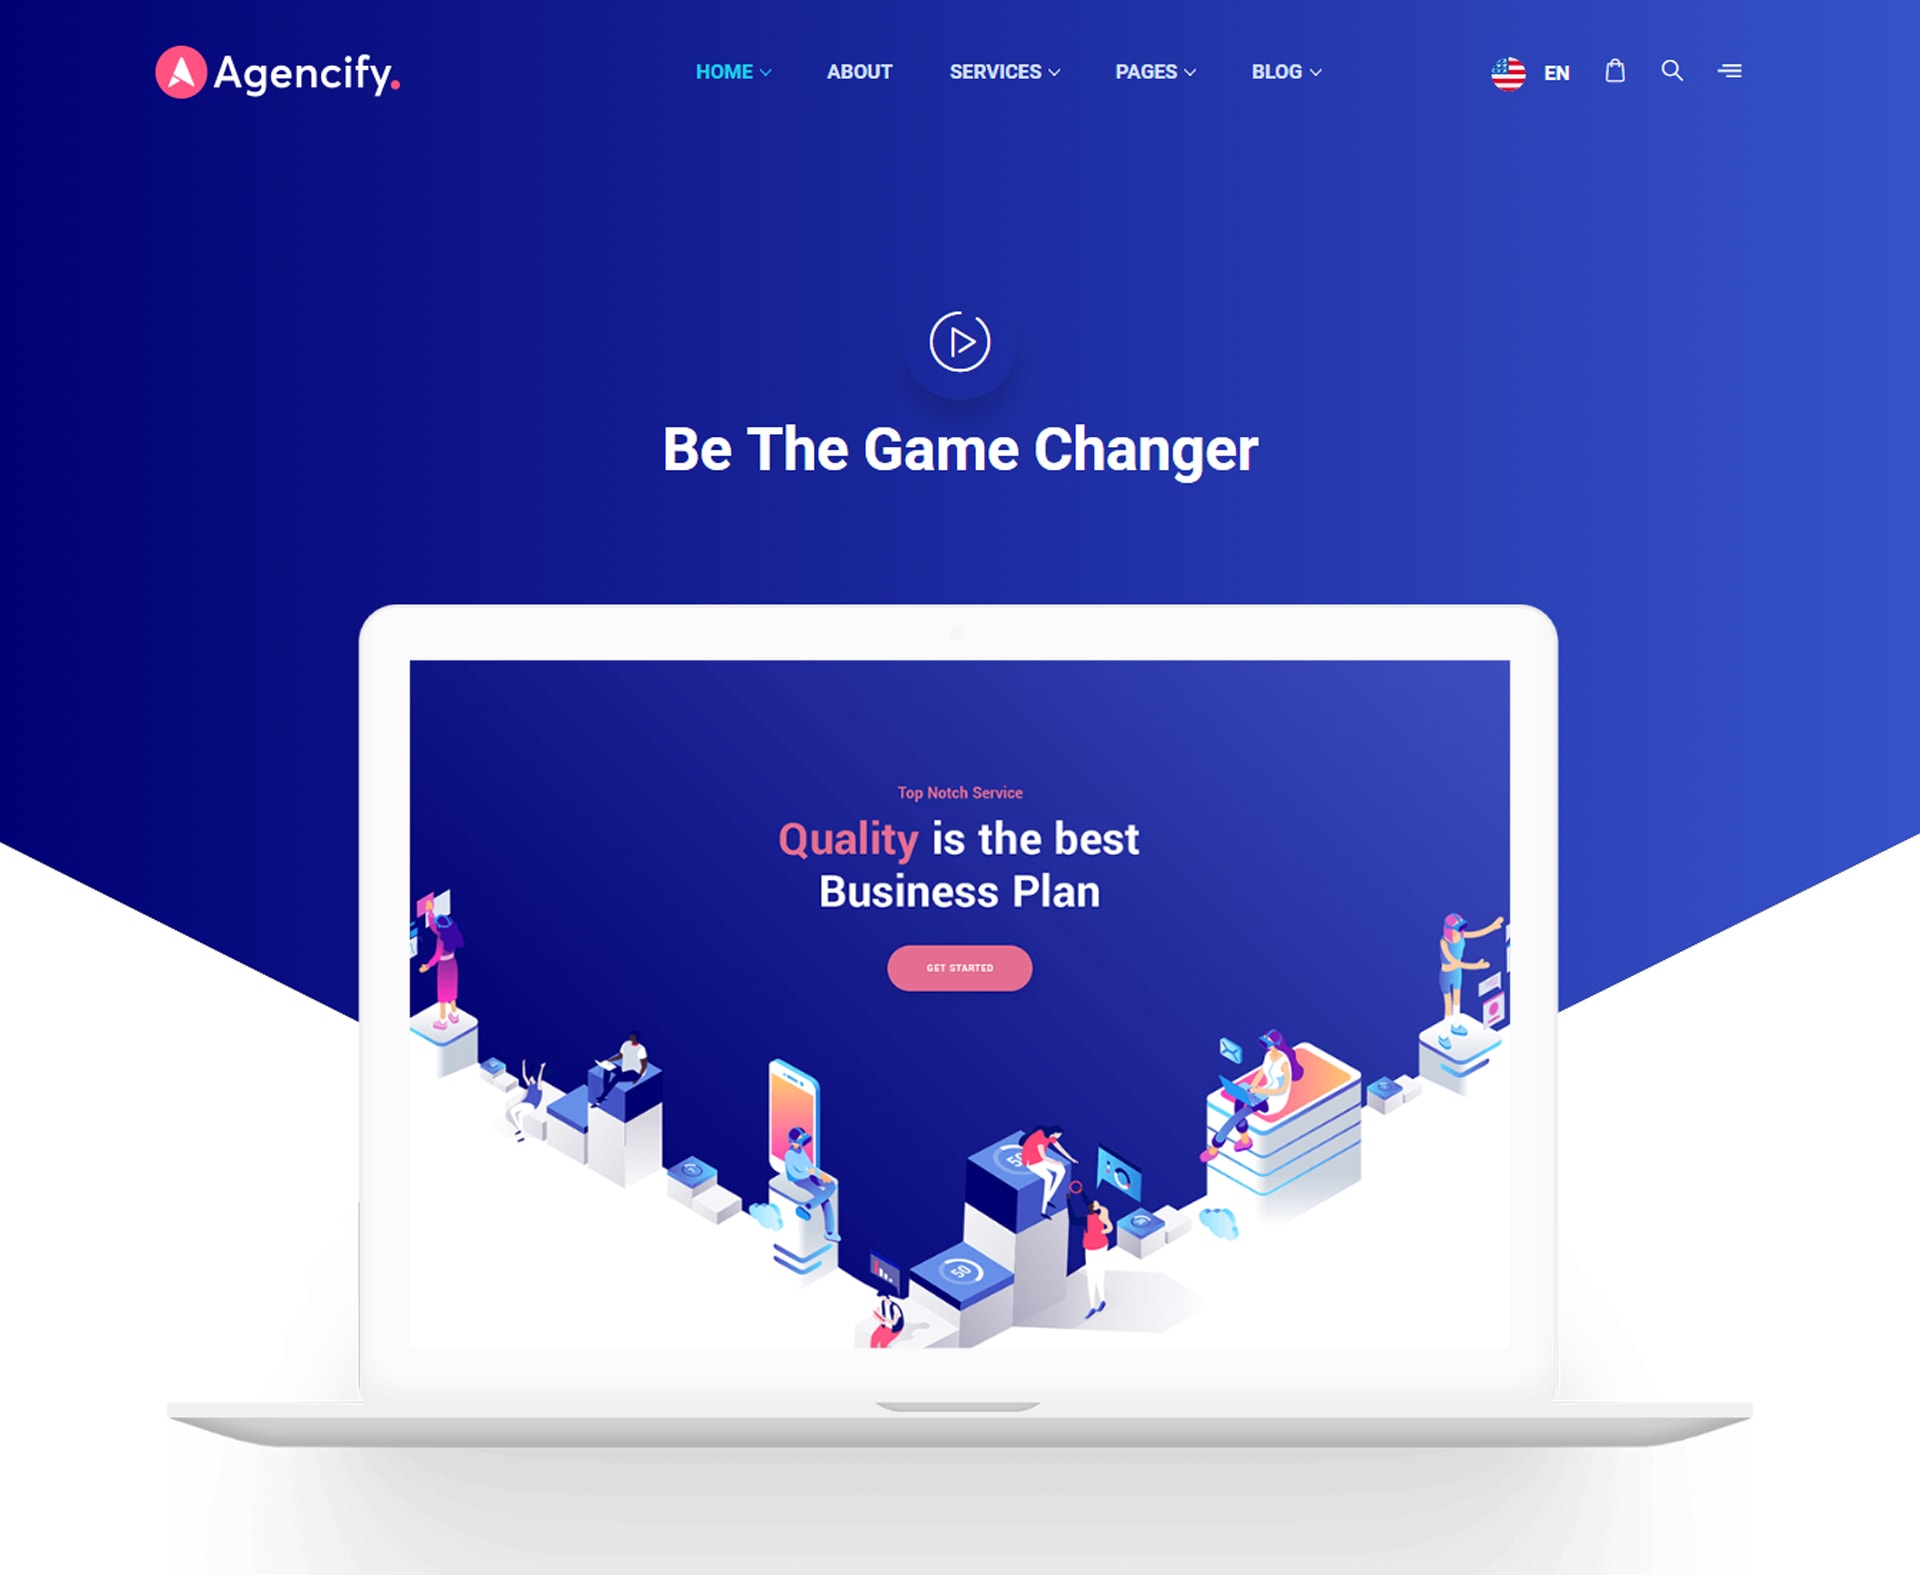 Agencify.
HOME ABOUT SERVICES PAGES BLOG EN
Be The Game Changer
Top Notch Service
Quality is the best
Business Plan
GET STARTED
50
50